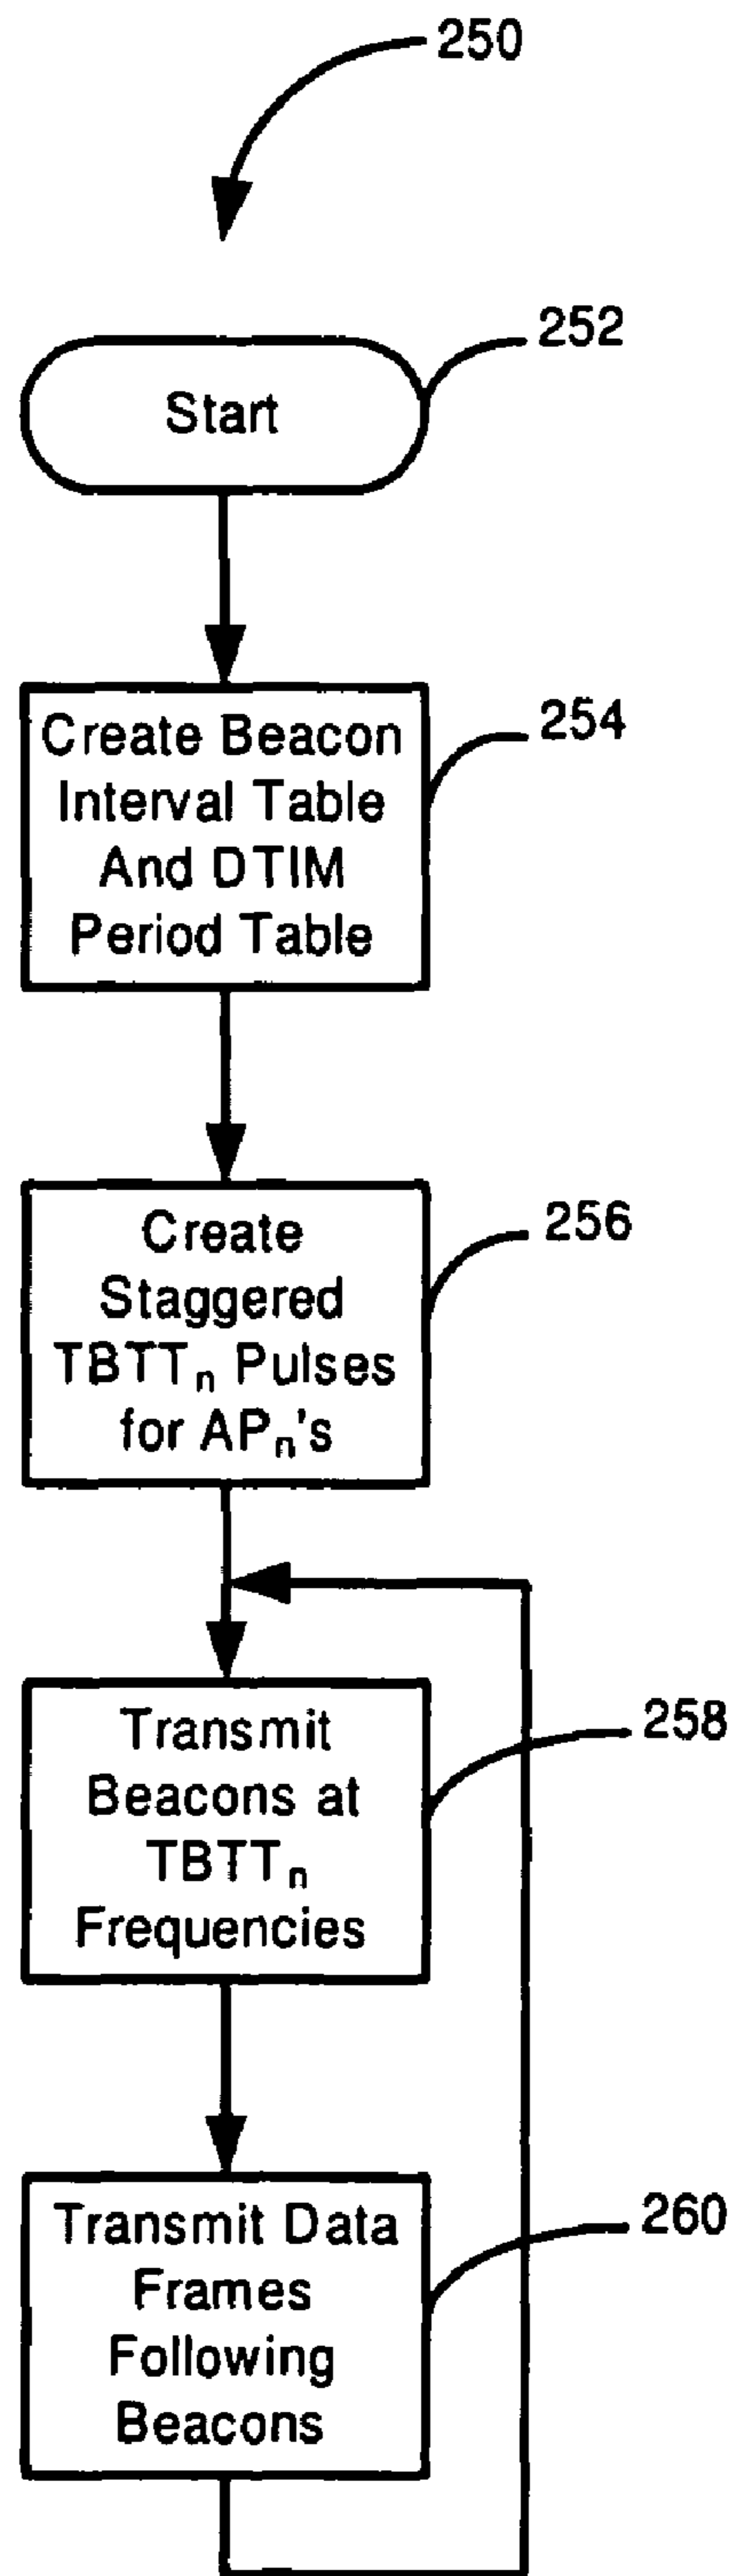 250
252
Start
254
Create Beacon
Interval Table
And DTIM
Period Table
256
Create
Staggered
TBTTₙ Pulses
for APₙ's
258
Transmit
Beacons at
TBTTₙ
Frequencies
260
Transmit Data
Frames
Following
Beacons